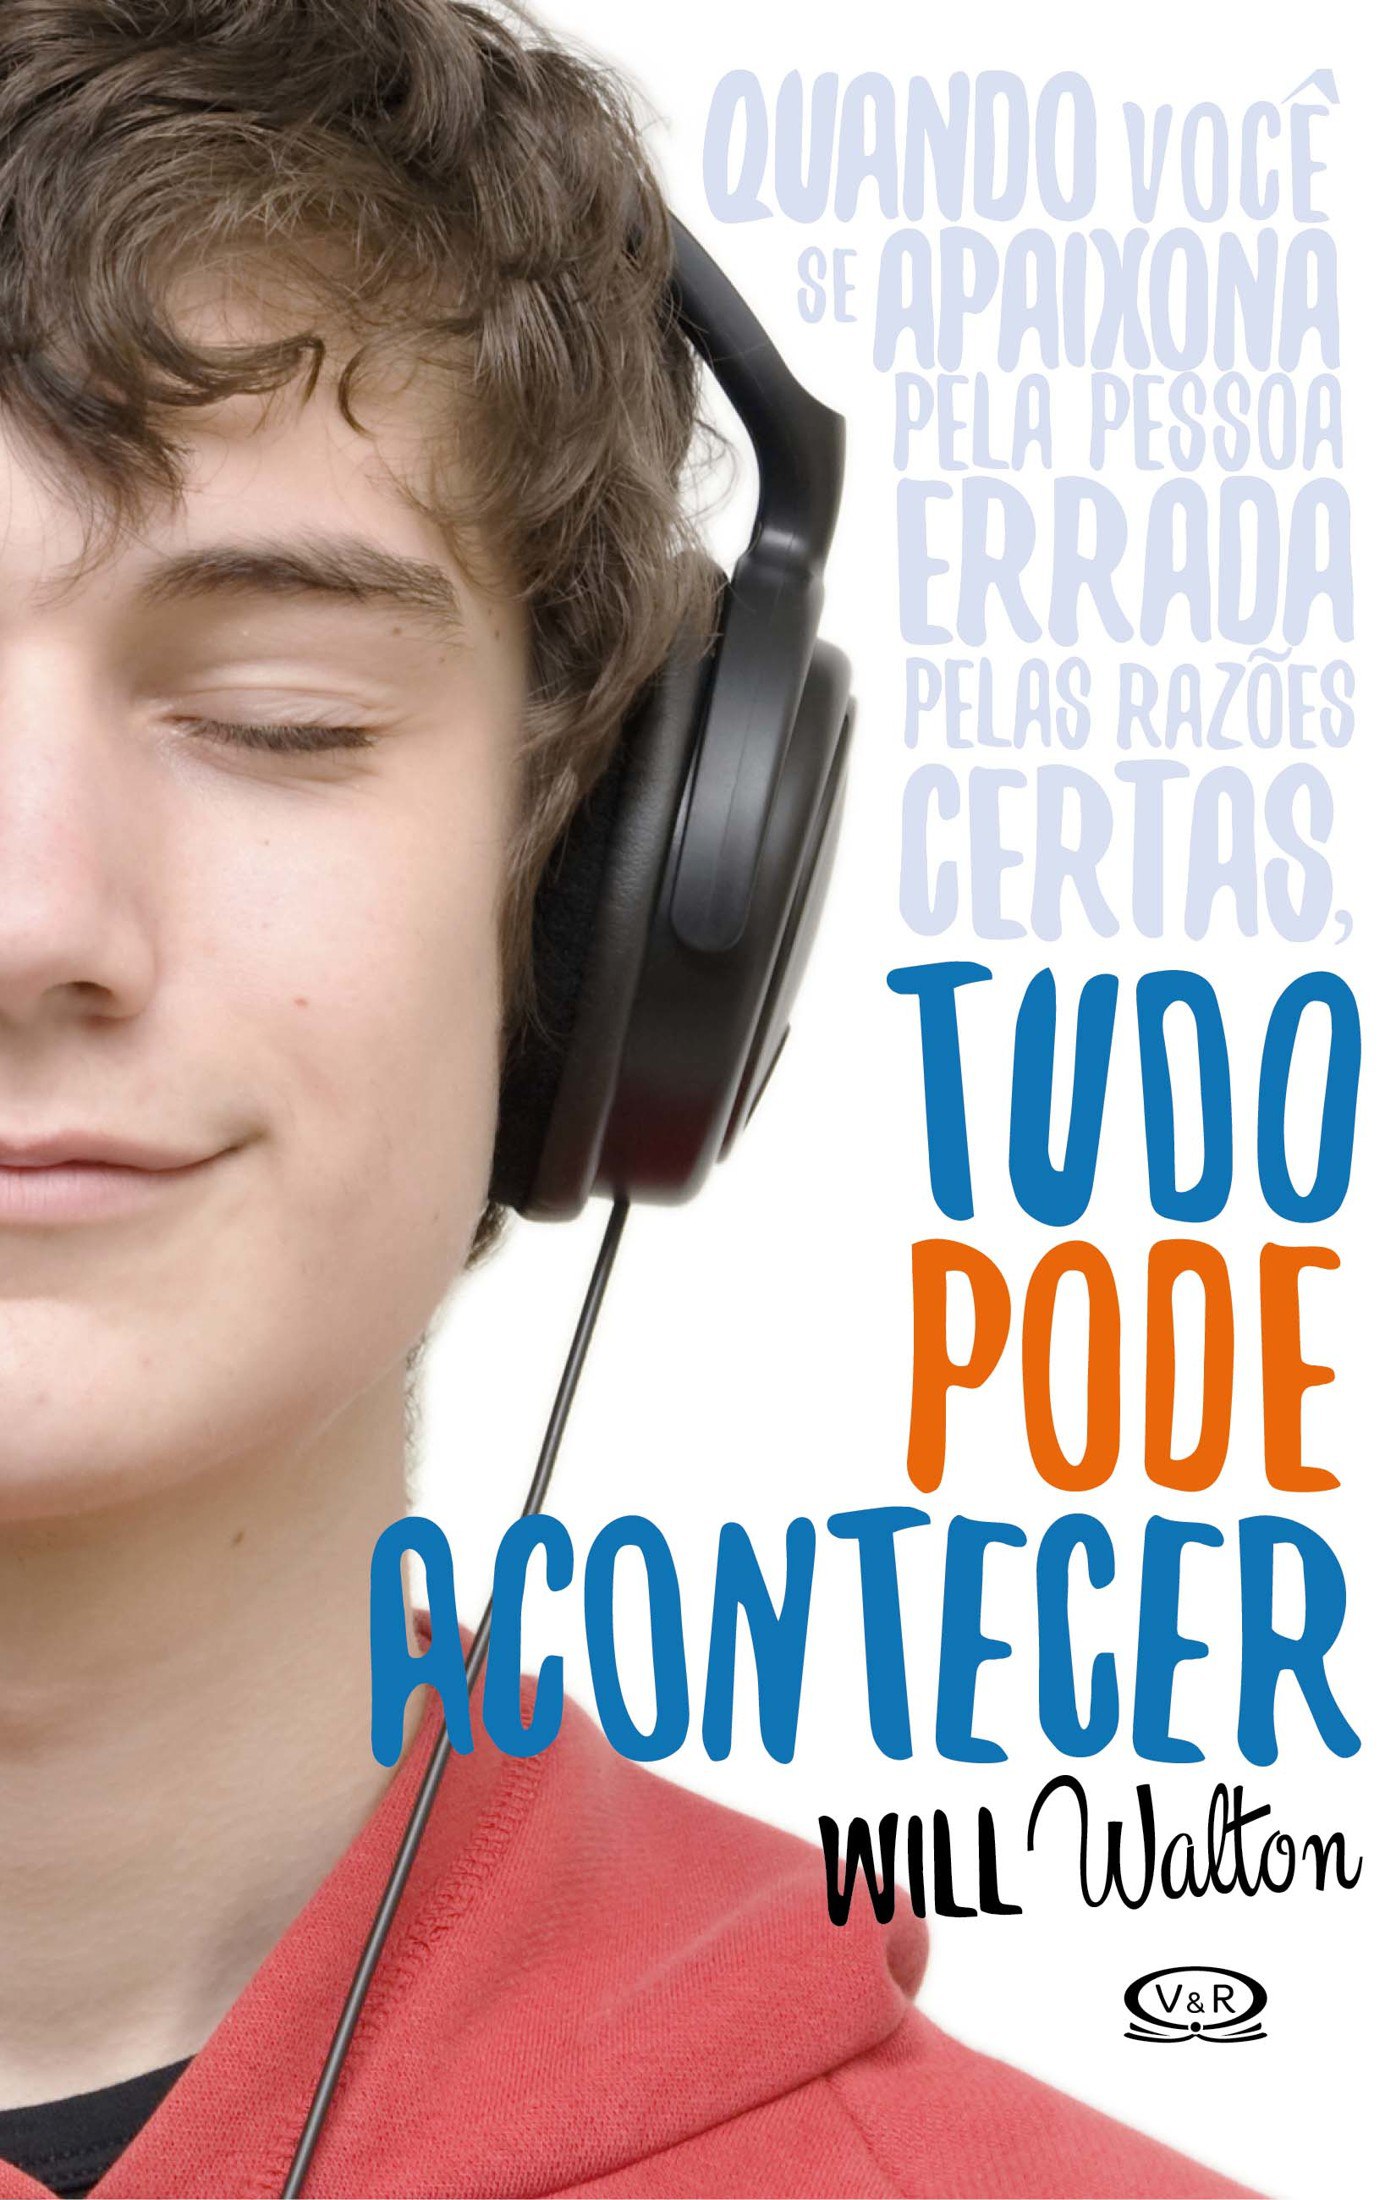 QUANDO VOCÊ
SE APAIXONA
PELA PESSOA
ERRADA
PELAS RAZÕES
CERTAS,
TUDO
PODE
ACONTECER
WILL Walton
V&R